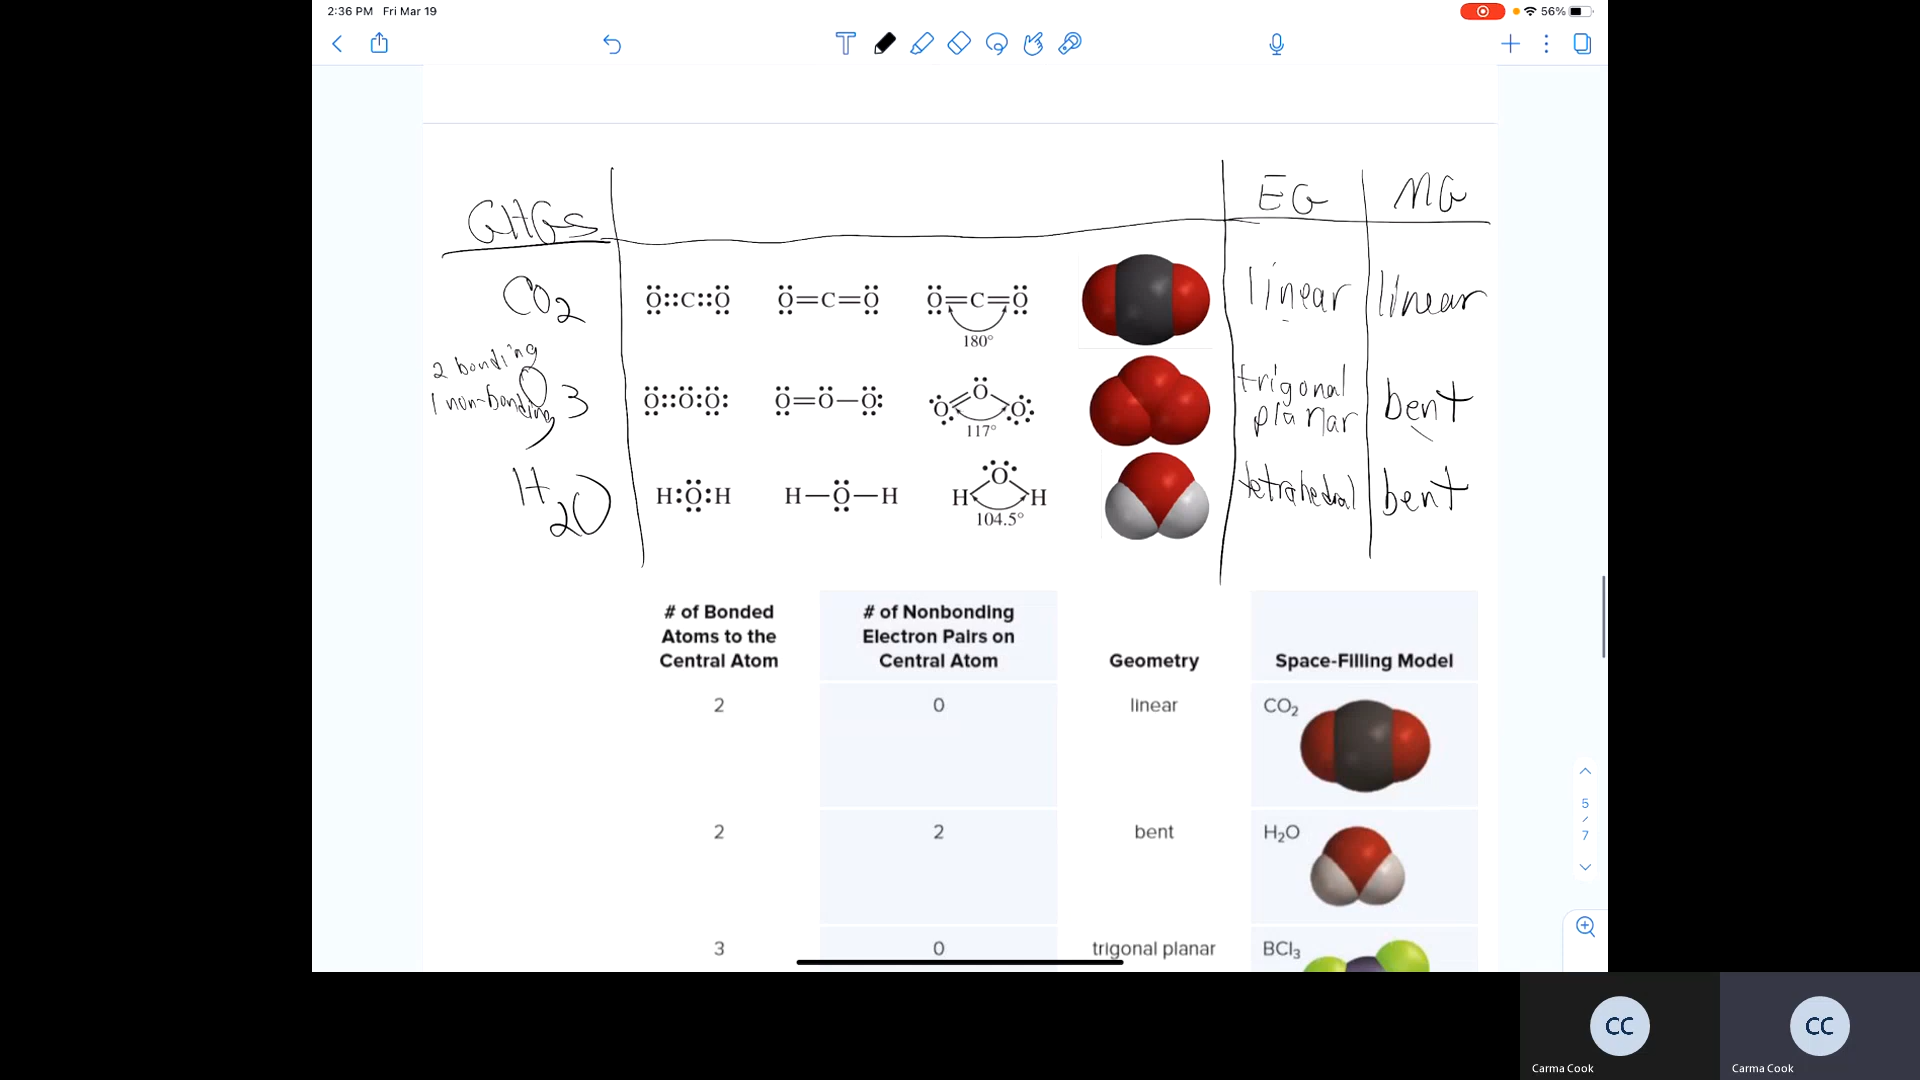 2:36 PM Fri Mar 19
56%
EG MG
GHGs
CO2
Ö::C::Ö O=C=O O=C=O
180°
linear linear
2 bonding
1 non-bonding
O3
O::O:O: O=O—O: O=O—O:
117°
trigonal
planar
bent
H2O
H:O:H H—O—H H O H
104.5°
tetrahedral bent
# of Bonded
Atoms to the
Central Atom
# of Nonbonding
Electron Pairs on
Central Atom
Geometry
Space-Filling Model
2 0 linear CO₂
2 2 bent H₂O
3 0 trigonal planar BCl₃
5
/
7
CC CC
Carma Cook Carma Cook